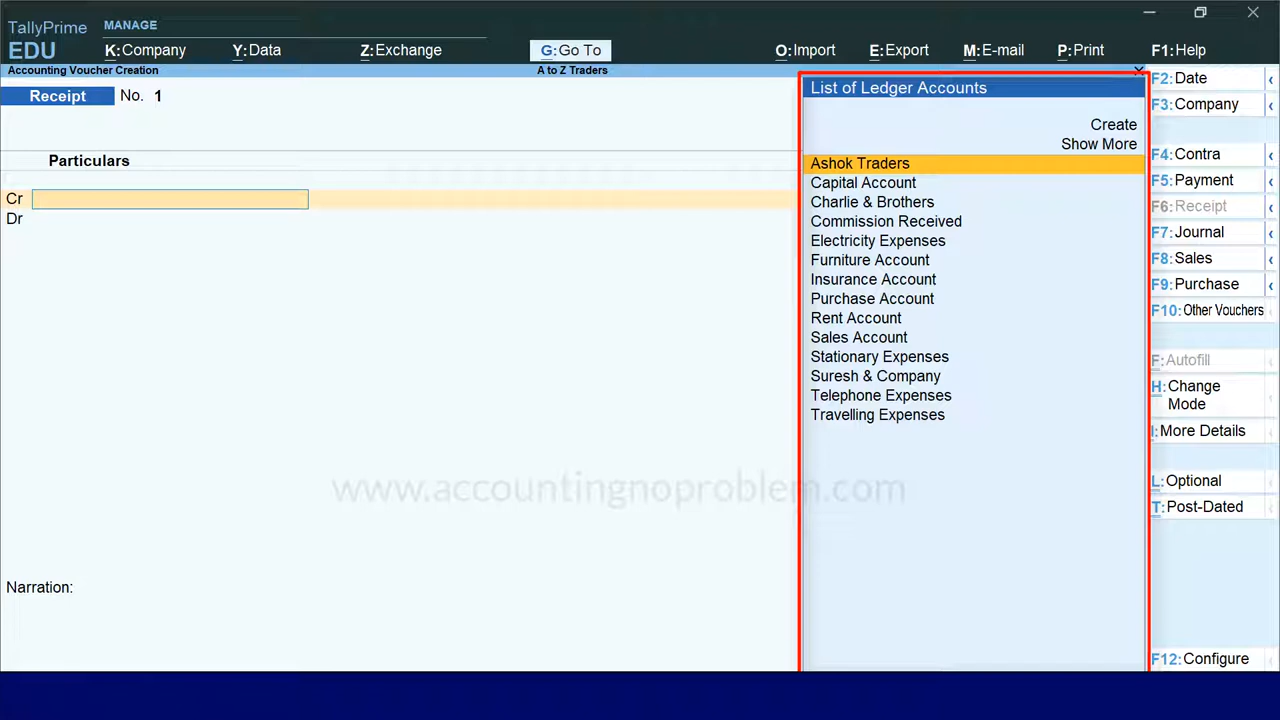 TallyPrime
EDU
MANAGE
K:Company
Y:Data
Z:Exchange
G:Go To
O:Import
E:Export
M:E-mail
P:Print
F1:Help
Accounting Voucher Creation
A to Z Traders
Receipt No. 1
Particulars
Cr
Dr
Narration:
List of Ledger Accounts
Create
Show More
Ashok Traders
Capital Account
Charlie & Brothers
Commission Received
Electricity Expenses
Furniture Account
Insurance Account
Purchase Account
Rent Account
Sales Account
Stationary Expenses
Suresh & Company
Telephone Expenses
Travelling Expenses
www.accountingnoproblem.com
F2:Date
F3:Company
F4:Contra
F5:Payment
F6:Receipt
F7:Journal
F8:Sales
F9:Purchase
F10:Other Vouchers
F:Autofill
H:Change
Mode
I:More Details
L:Optional
T:Post-Dated
F12:Configure